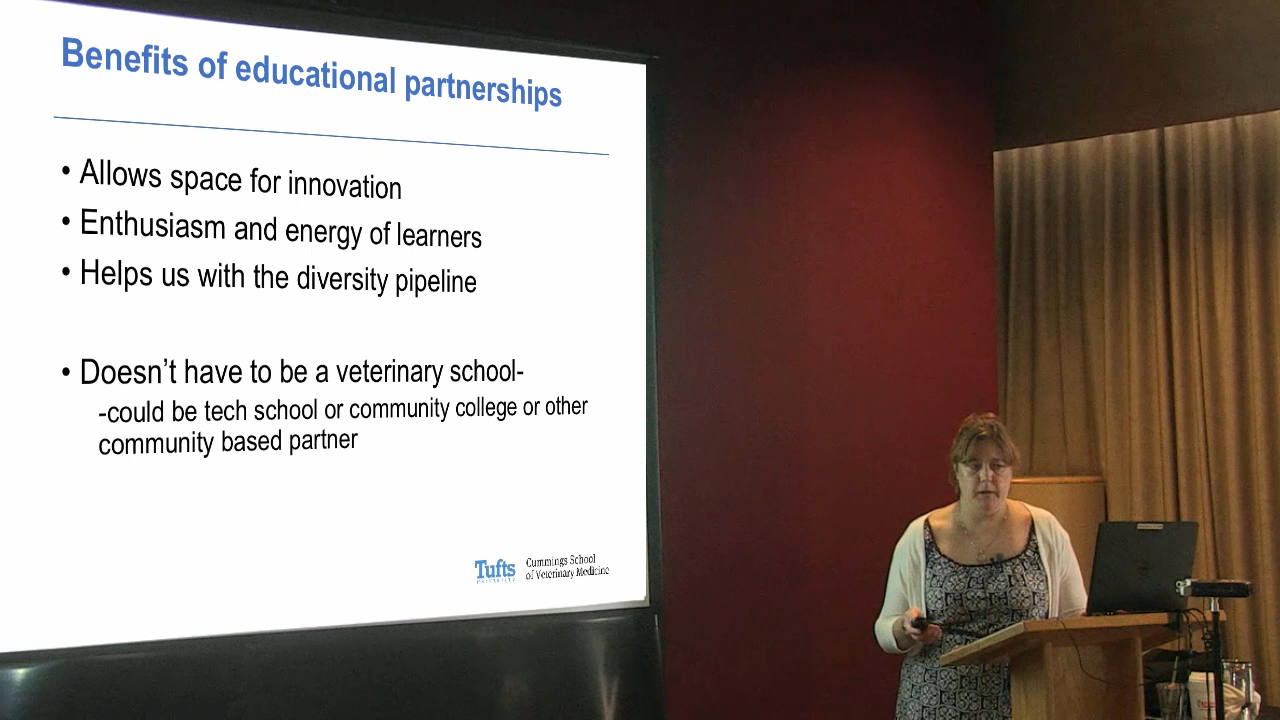 Benefits of educational partnerships
• Allows space for innovation
• Enthusiasm and energy of learners
• Helps us with the diversity pipeline
• Doesn’t have to be a veterinary school-
-could be tech school or community college or other
community based partner
Tufts
UNIVERSITY
Cummings School
of Veterinary Medicine